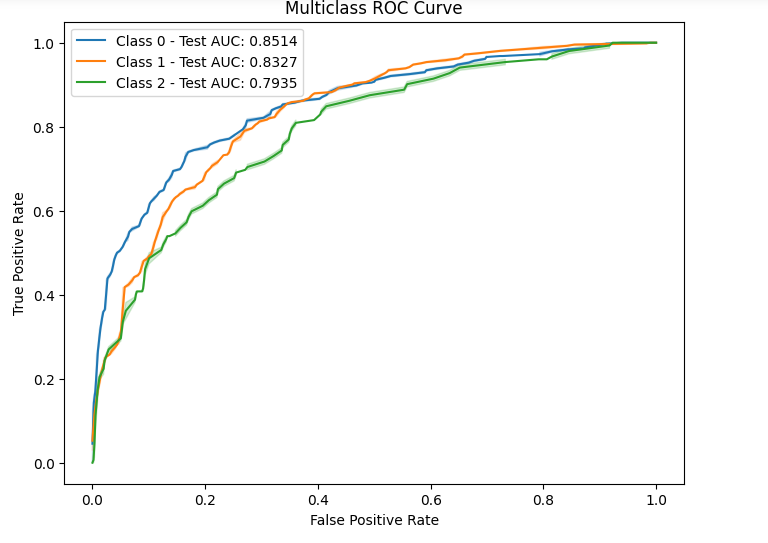 Multiclass ROC Curve
Class 0 - Test AUC: 0.8514
Class 1 - Test AUC: 0.8327
Class 2 - Test AUC: 0.7935
1.0
0.8
0.6
0.4
0.2
0.0
True Positive Rate
0.0 0.2 0.4 0.6 0.8 1.0
False Positive Rate